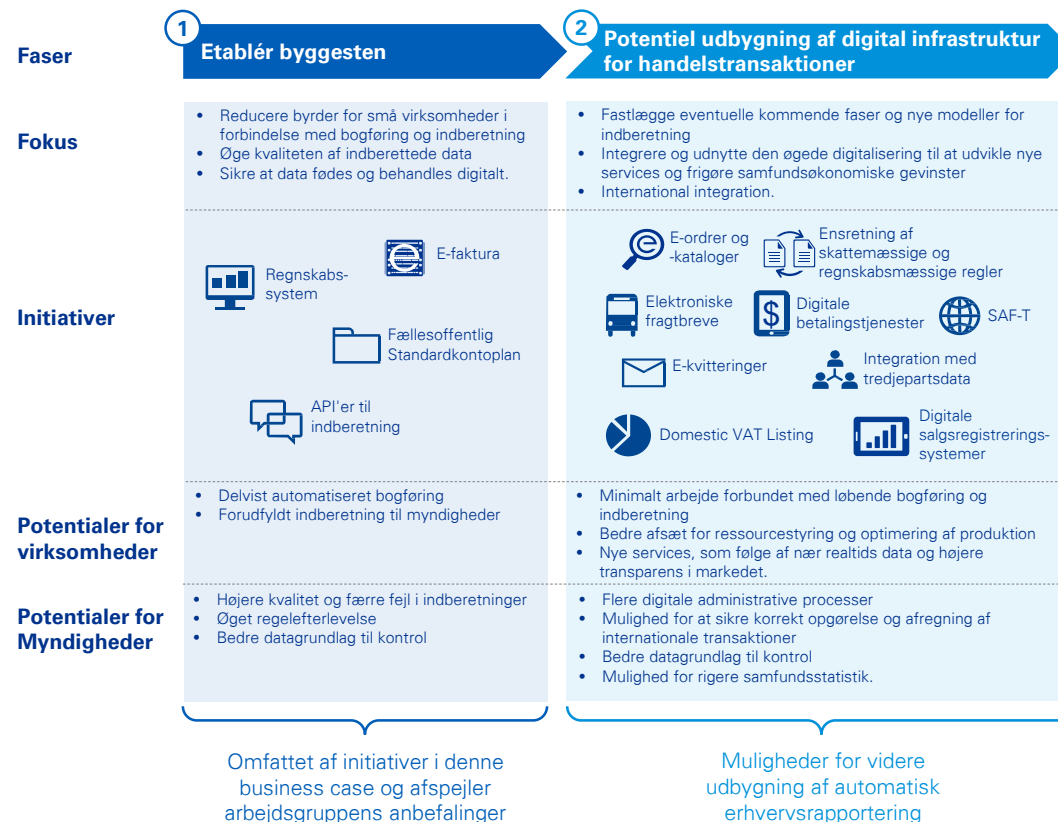 Faser
1
Etablér byggesten
2
Potentiel udbygning af digital infrastruktur
for handelstransaktioner
Fokus
• Reducere byrder for små virksomheder i
forbindelse med bogføring og indberetning
• Øge kvaliteten af indberettede data
• Sikre at data fødes og behandles digitalt.
• Fastlægge eventuelle kommende faser og nye modeller for
indberetning
• Integrere og udnytte den øgede digitalisering til at udvikle nye
services og frigøre samfundsøkonomiske gevinster
• International integration.
Initiativer
E-faktura
Regnskabs-
system
Fællesoffentlig
Standardkontoplan
API'er til
indberetning
E-ordrer og
-kataloger
Ensretning af
skattemæssige og
regnskabsmæssige regler
Elektroniske
fragtbreve
Digitale
betalingstjenester
SAF-T
E-kvitteringer
Integration med
tredjepartsdata
Domestic VAT Listing
Digitale
salgsregistrerings-
systemer
Potentialer for
virksomheder
• Delvist automatiseret bogføring
• Forudfyldt indberetning til myndigheder
• Minimalt arbejde forbundet med løbende bogføring og
indberetning
• Bedre afsæt for ressourcestyring og optimering af produktion
• Nye services, som følge af nær realtids data og højere
transparens i markedet.
Potentialer for
Myndigheder
• Højere kvalitet og færre fejl i indberetninger
• Øget regelefterlevelse
• Bedre datagrundlag til kontrol
• Flere digitale administrative processer
• Mulighed for at sikre korrekt opgørelse og afregning af
internationale transaktioner
• Bedre datagrundlag til kontrol
• Mulighed for rigere samfundsstatistik.
Omfattet af initiativer i denne
business case og afspejler
arbejdsgruppens anbefalinger
Muligheder for videre
udbygning af automatisk
erhvervsrapportering